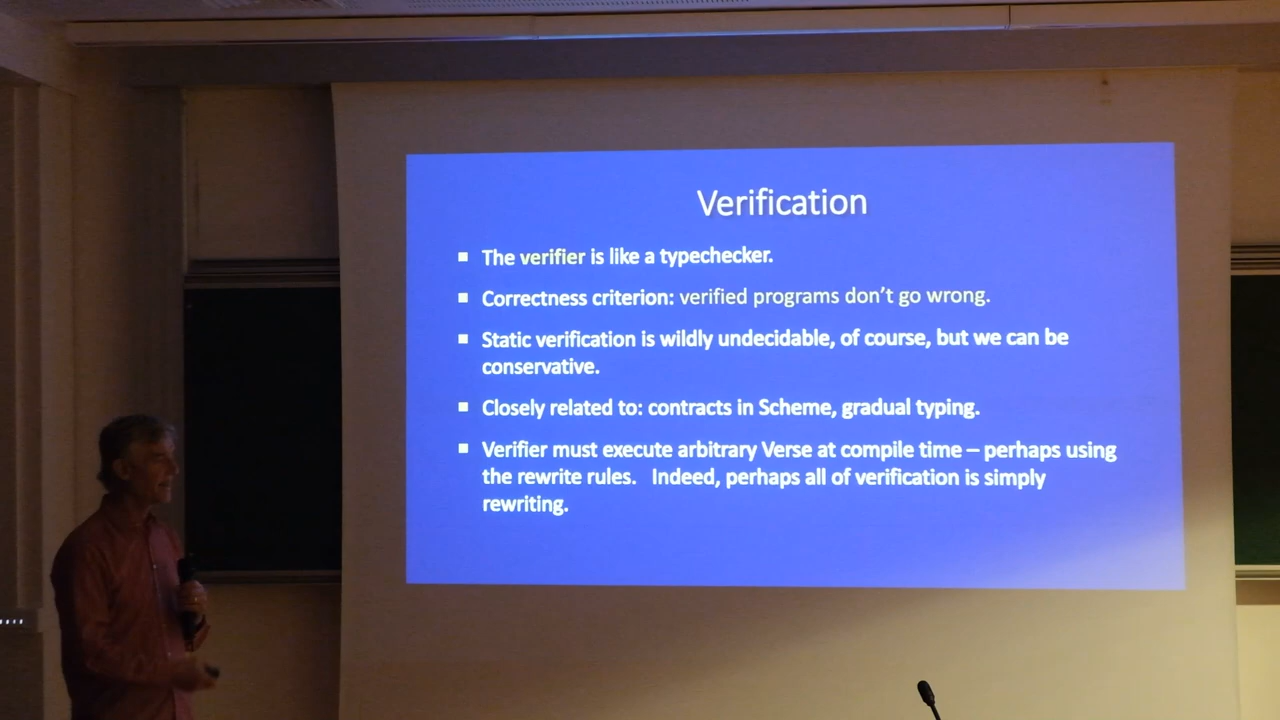 Verification
▪ The verifier is like a typechecker.
▪ Correctness criterion: verified programs don't go wrong.
▪ Static verification is wildly undecidable, of course, but we can be
conservative.
▪ Closely related to: contracts in Scheme, gradual typing.
▪ Verifier must execute arbitrary Verse at compile time – perhaps using
the rewrite rules.   Indeed, perhaps all of verification is simply
rewriting.